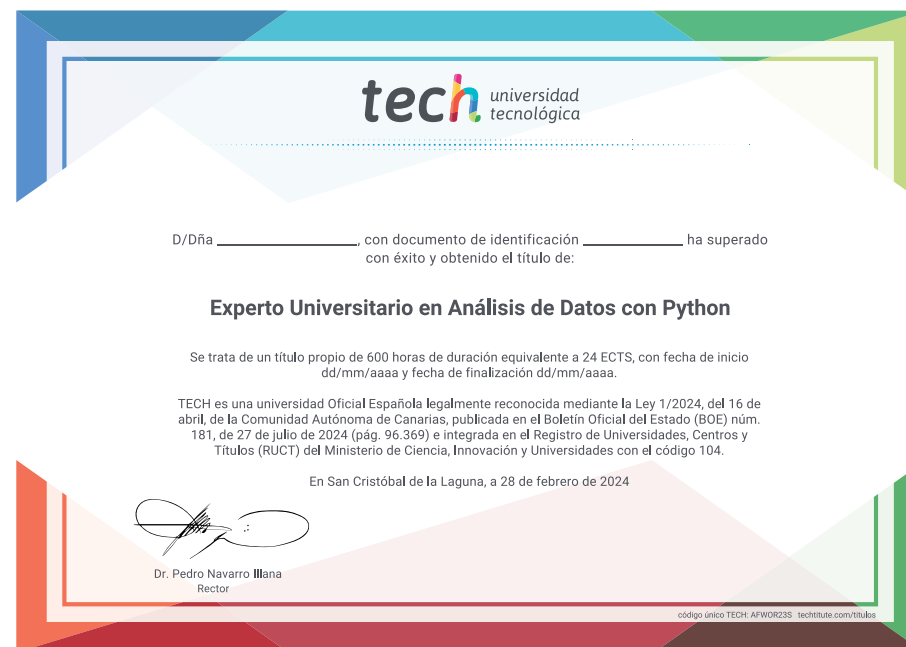 tech universidad
tecnológica
D/Dña , con documento de identificación ha superado
con éxito y obtenido el título de:
Experto Universitario en Análisis de Datos con Python
Se trata de un título propio de 600 horas de duración equivalente a 24 ECTS, con fecha de inicio
dd/mm/aaaa y fecha de finalización dd/mm/aaaa.
TECH es una universidad Oficial Española legalmente reconocida mediante la Ley 1/2024, del 16 de
abril, de la Comunidad Autónoma de Canarias, publicada en el Boletín Oficial del Estado (BOE) núm.
181, de 27 de julio de 2024 (pág. 96.369) e integrada en el Registro de Universidades, Centros y
Títulos (RUCT) del Ministerio de Ciencia, Innovación y Universidades con el código 104.
En San Cristóbal de la Laguna, a 28 de febrero de 2024
Dr. Pedro Navarro Illana
Rector
código único TECH: AFWOR23S techtitute.com/titulos